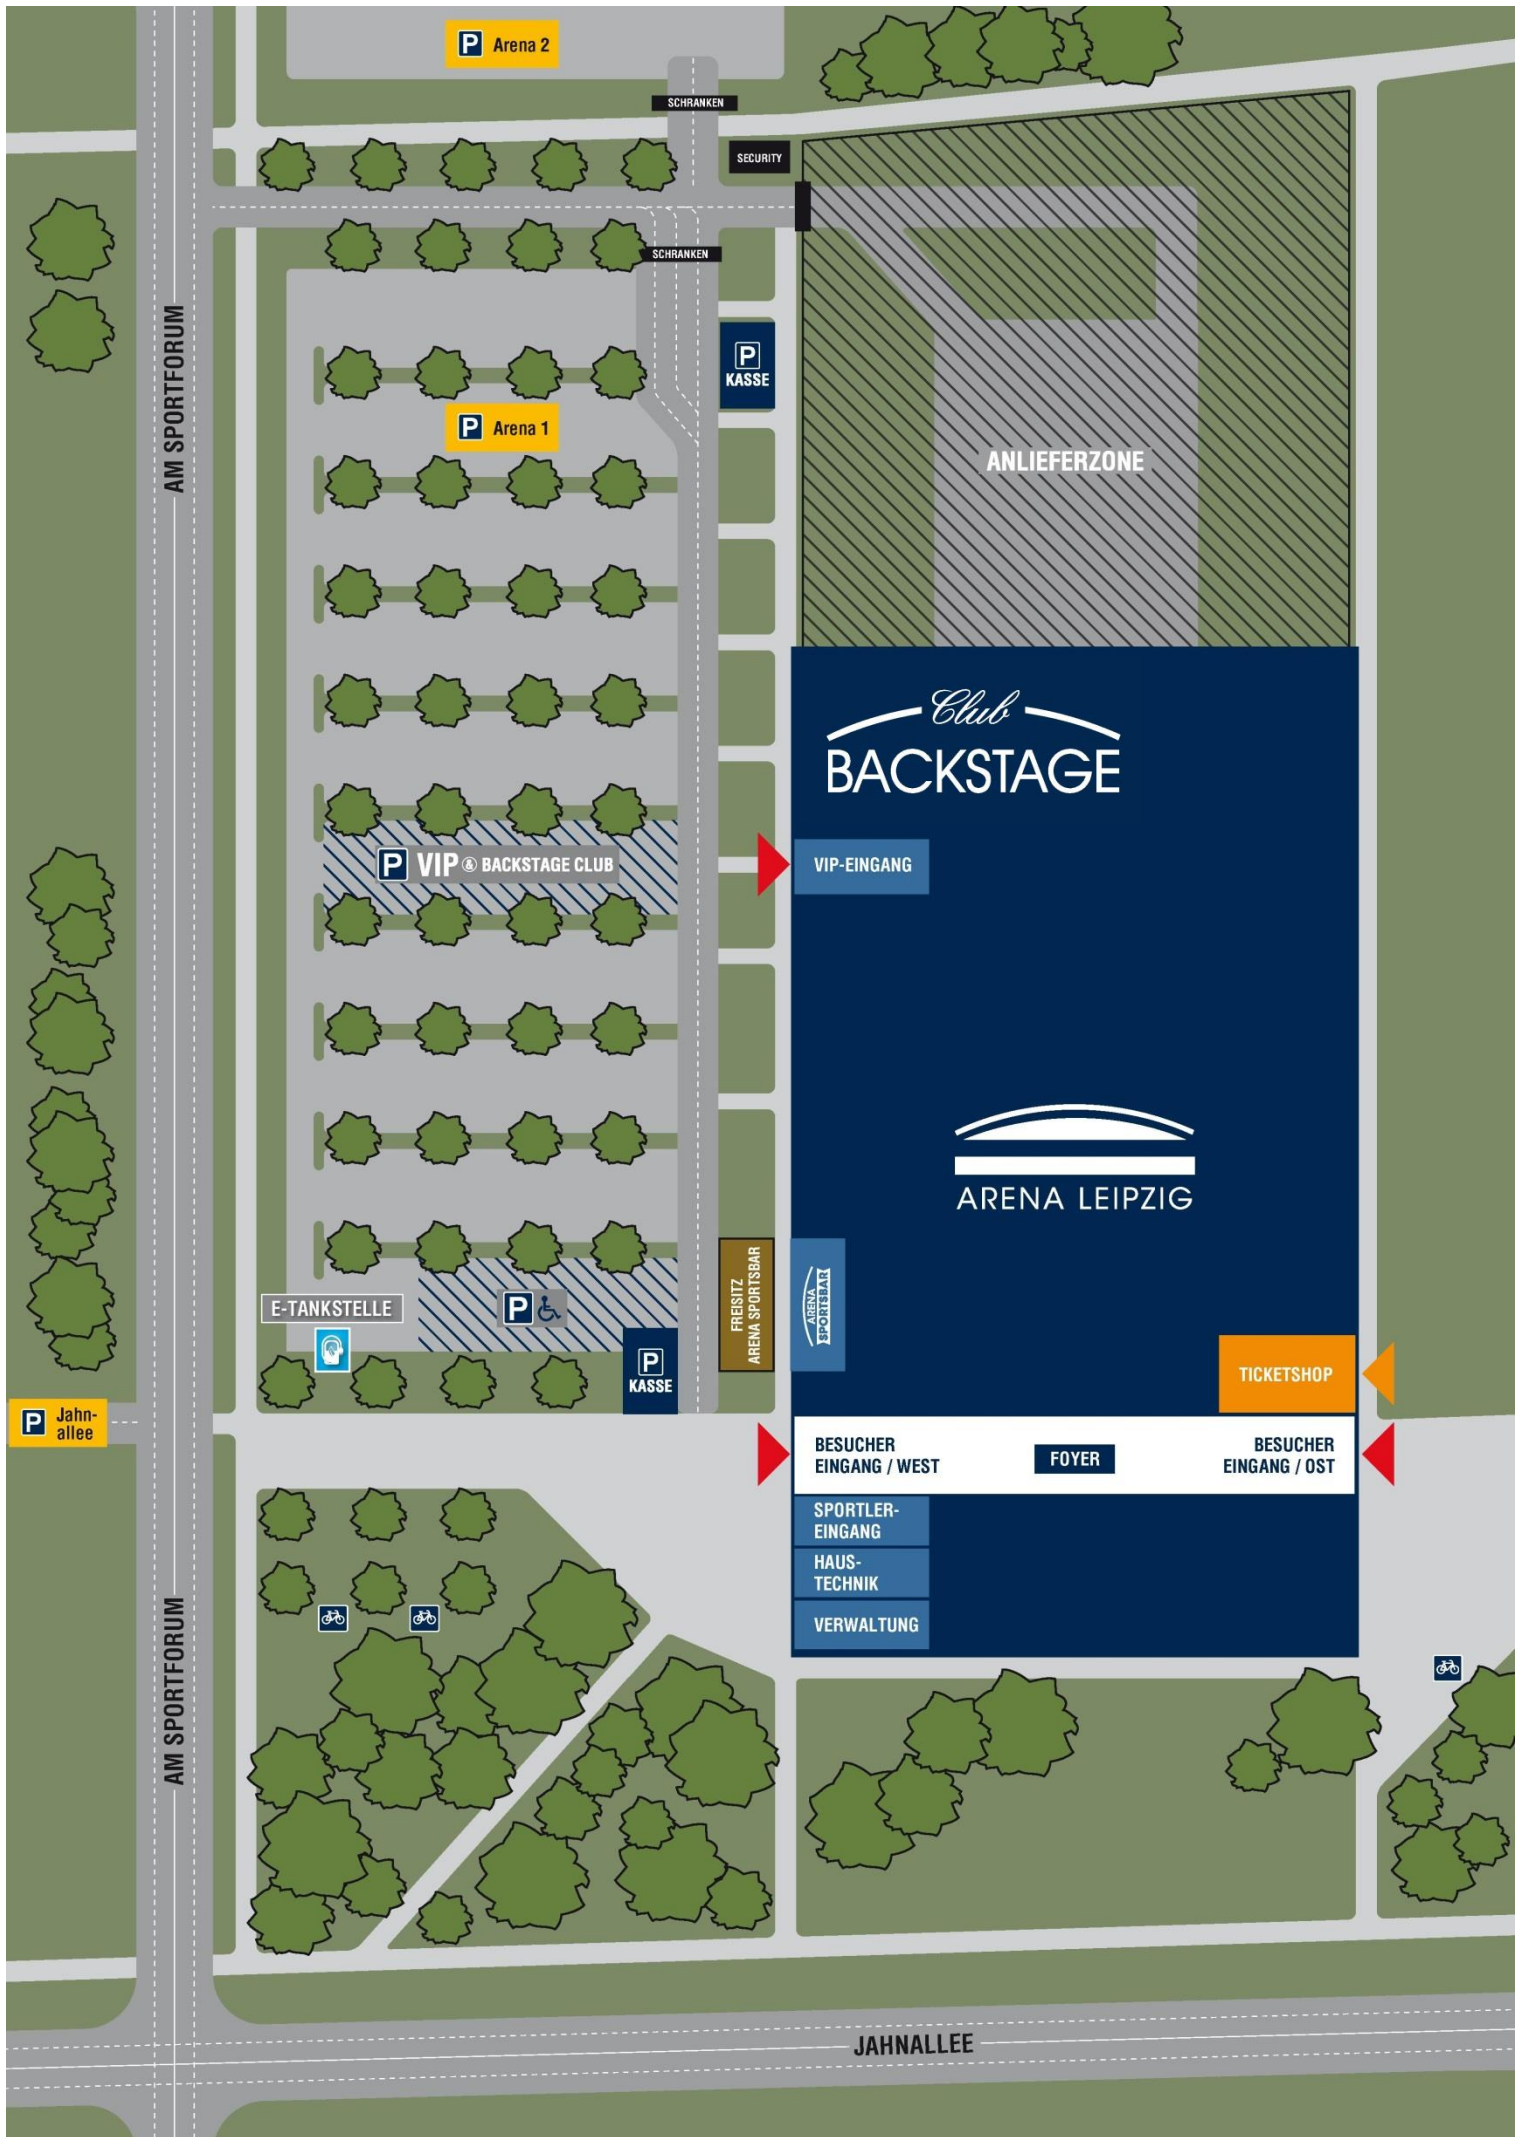 P Arena 2
SCHRANKEN
SECURITY
SCHRANKEN
AM SPORTFORUM
P
KASSE
P Arena 1
ANLIEFERZONE
Club
BACKSTAGE
P VIP & BACKSTAGE CLUB
VIP-EINGANG
ARENA LEIPZIG
FREISITZ
ARENA SPORTSBAR
ARENA
SPORTSBAR
E-TANKSTELLE
P
P
KASSE
TICKETSHOP
P Jahn-
allee
BESUCHER
EINGANG / WEST
FOYER
BESUCHER
EINGANG / OST
SPORTLER-
EINGANG
HAUS-
TECHNIK
VERWALTUNG
AM SPORTFORUM
JAHNALLEE